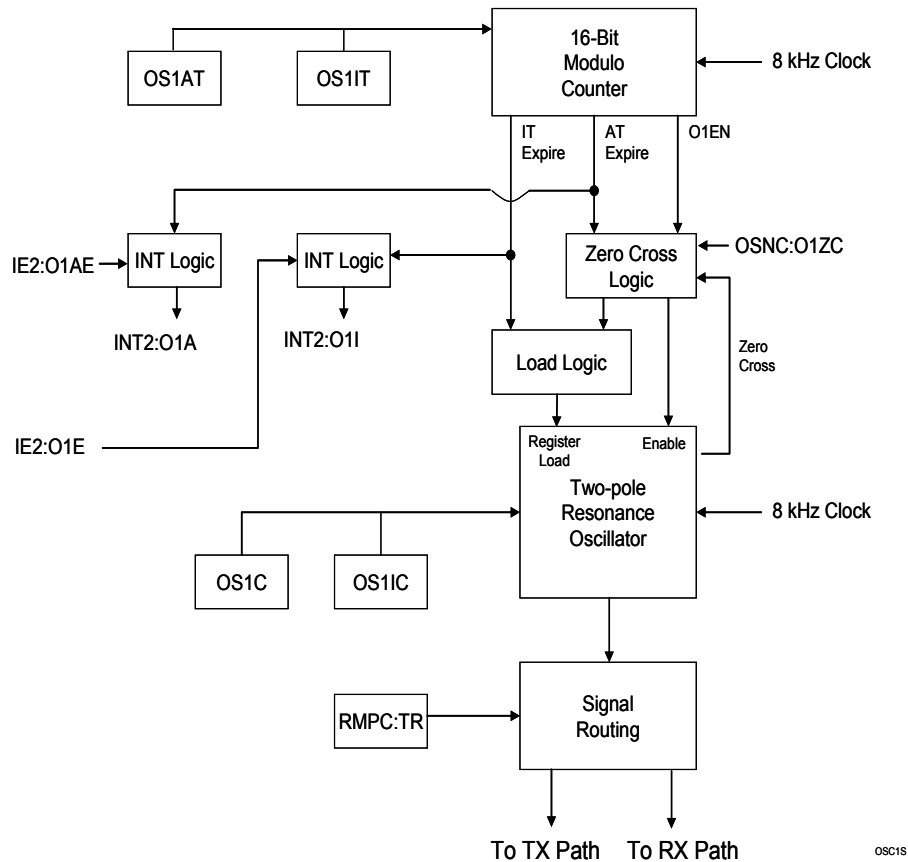 16-Bit
Modulo
Counter
8 kHz Clock
OS1AT
OS1IT
IT
Expire
AT
Expire
O1EN
IE2:O1AE
INT Logic
INT Logic
Zero Cross
Logic
OSNC:O1ZC
INT2:O1A
INT2:O1I
Load Logic
Zero
Cross
IE2:O1E
Register
Load
Enable
Two-pole
Resonance
Oscillator
8 kHz Clock
OS1C
OS1IC
RMPC:TR
Signal
Routing
To TX Path
To RX Path
OSC1S